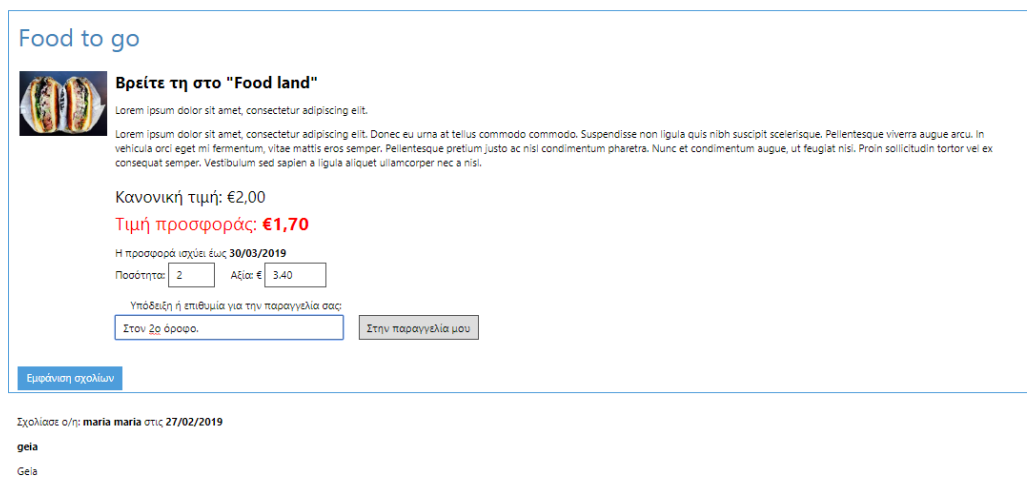 Food to go
Βρείτε τη στο "Food land"
Lorem ipsum dolor sit amet, consectetur adipiscing elit.
Lorem ipsum dolor sit amet, consectetur adipiscing elit. Donec eu urna at tellus commodo commodo. Suspendisse non ligula quis nibh suscipit scelerisque. Pellentesque viverra augue arcu. In
vehicula orci eget mi fermentum, vitae mattis eros semper. Pellentesque pretium justo ac nisl condimentum pharetra. Nunc et condimentum augue, ut feugiat nisi. Proin sollicitudin tortor vel ex
consequat semper. Vestibulum sed sapien a ligula aliquet ullamcorper nec a nisl.
Κανονική τιμή: €2,00
Τιμή προσφοράς: €1,70
Η προσφορά ισχύει έως 30/03/2019
Ποσότητα: 2 Αξία: € 3.40
Υπόδειξη ή επιθυμία για την παραγγελία σας:
Στον 2ο όροφο. Στην παραγγελία μου
Εμφάνιση σχολίων
Σχολίασε ο/η: maria maria στις 27/02/2019
geia
Geia